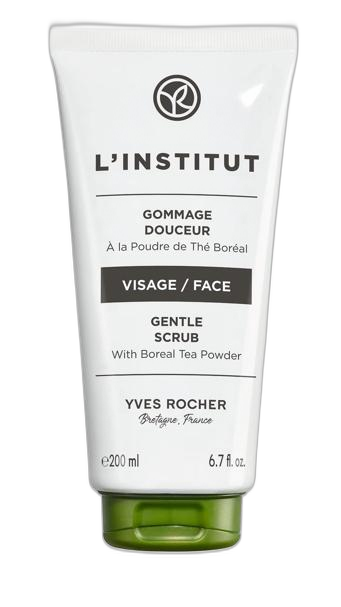 L'INSTITUT
GOMMAGE
DOUCEUR
À la Poudre de Thé Boréal
VISAGE / FACE
GENTLE
SCRUB
With Boreal Tea Powder
YVES ROCHER
Bretagne, France
℮200 ml 6.7 fl. oz.